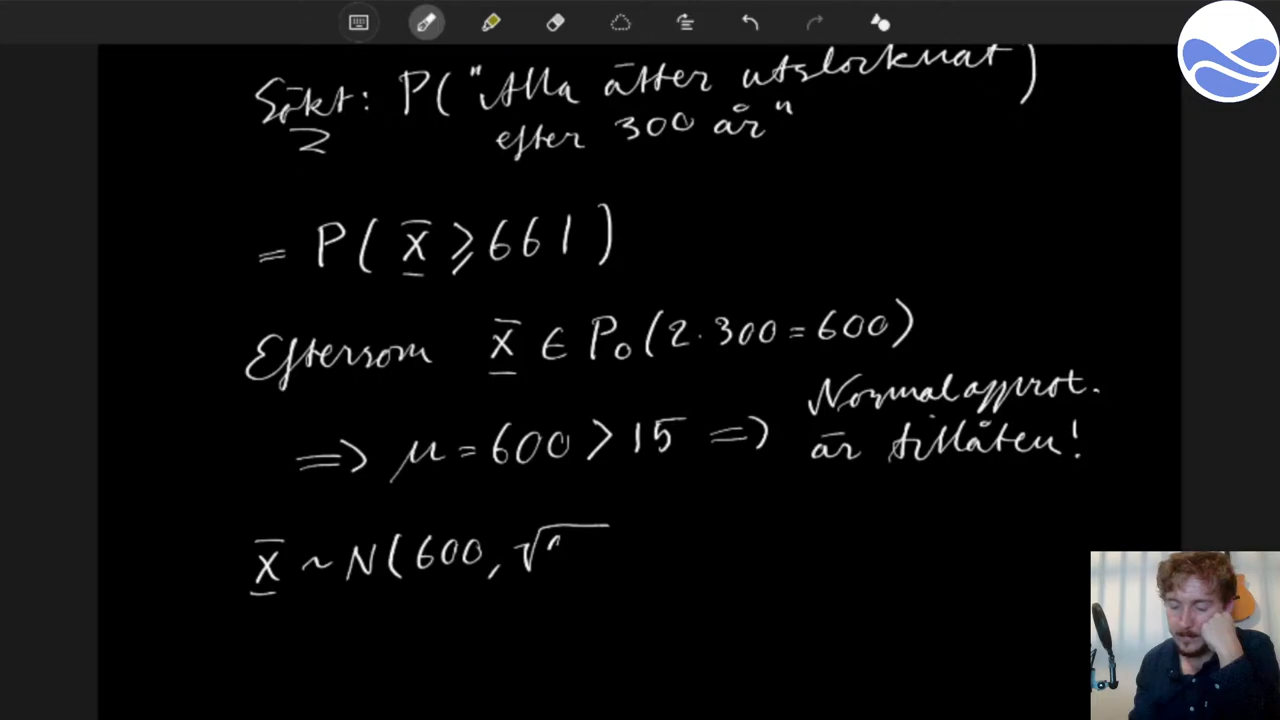 Sökt: P("Alla ätter utslocknat)
2 efter 300 år"
= P(X ≥ 661)
Eftersom X ∈ Po(2·300 = 600)
⇒ μ = 600 > 15 ⇒ Normalapprox.
är tillåten!
X ~ N(600, √